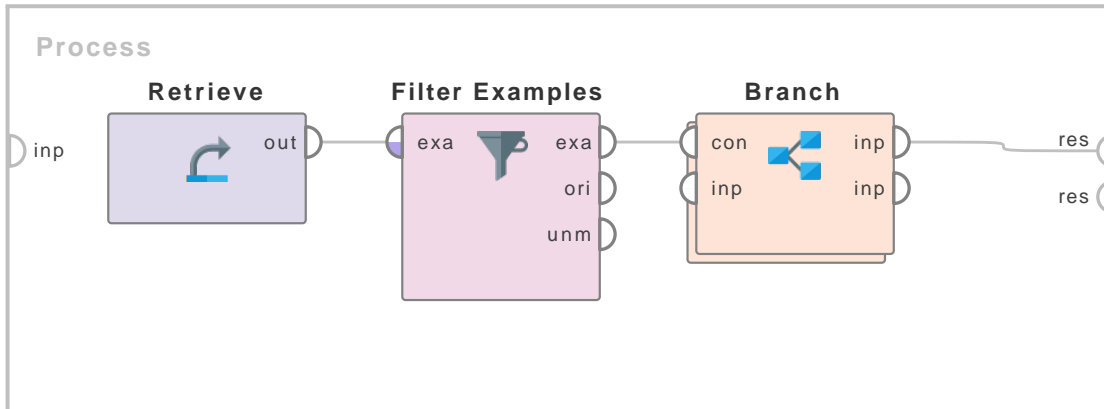 Process
Retrieve
Filter Examples
Branch
inp
out
exa
exa
con
inp
res
ori
inp
inp
res
unm